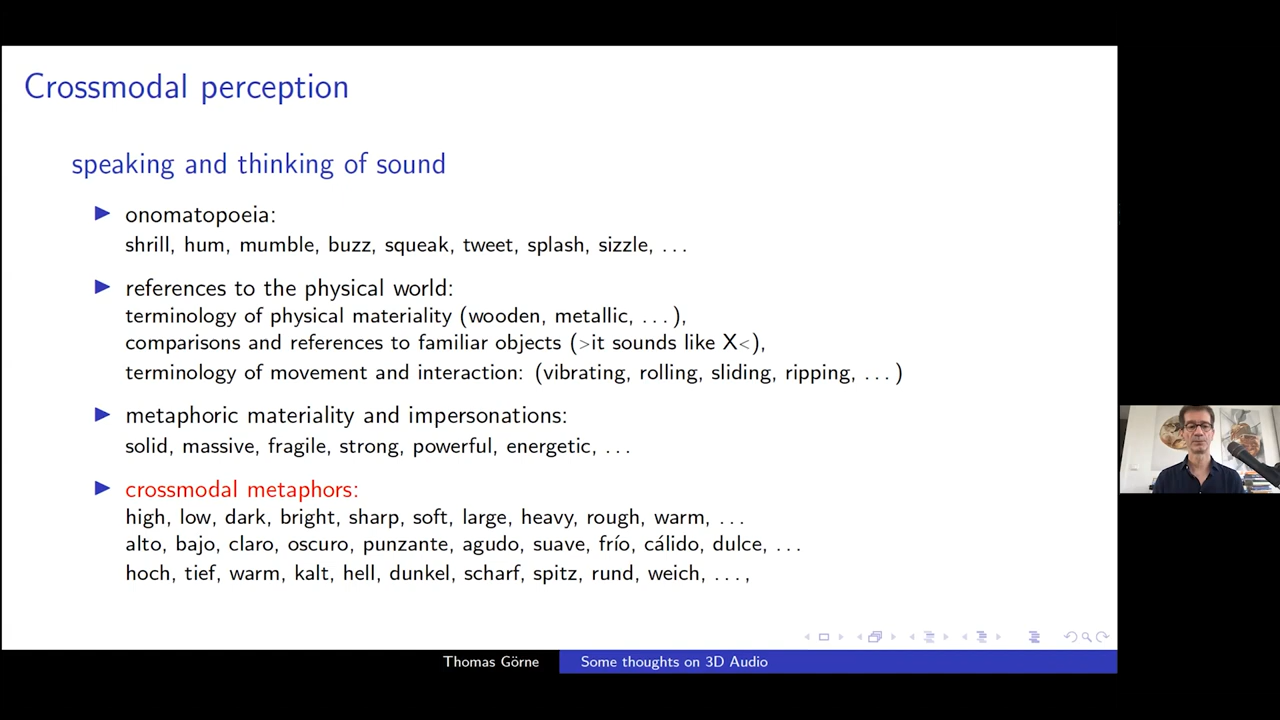 Crossmodal perception
speaking and thinking of sound
onomatopoeia:
shrill, hum, mumble, buzz, squeak, tweet, splash, sizzle, ...
references to the physical world:
terminology of physical materiality (wooden, metallic, ...),
comparisons and references to familiar objects (>it sounds like X<),
terminology of movement and interaction: (vibrating, rolling, sliding, ripping, ...)
metaphoric materiality and impersonations:
solid, massive, fragile, strong, powerful, energetic, ...
crossmodal metaphors:
high, low, dark, bright, sharp, soft, large, heavy, rough, warm, ...
alto, bajo, claro, oscuro, punzante, agudo, suave, frío, cálido, dulce, ...
hoch, tief, warm, kalt, hell, dunkel, scharf, spitz, rund, weich, ...,
Thomas Görne
Some thoughts on 3D Audio